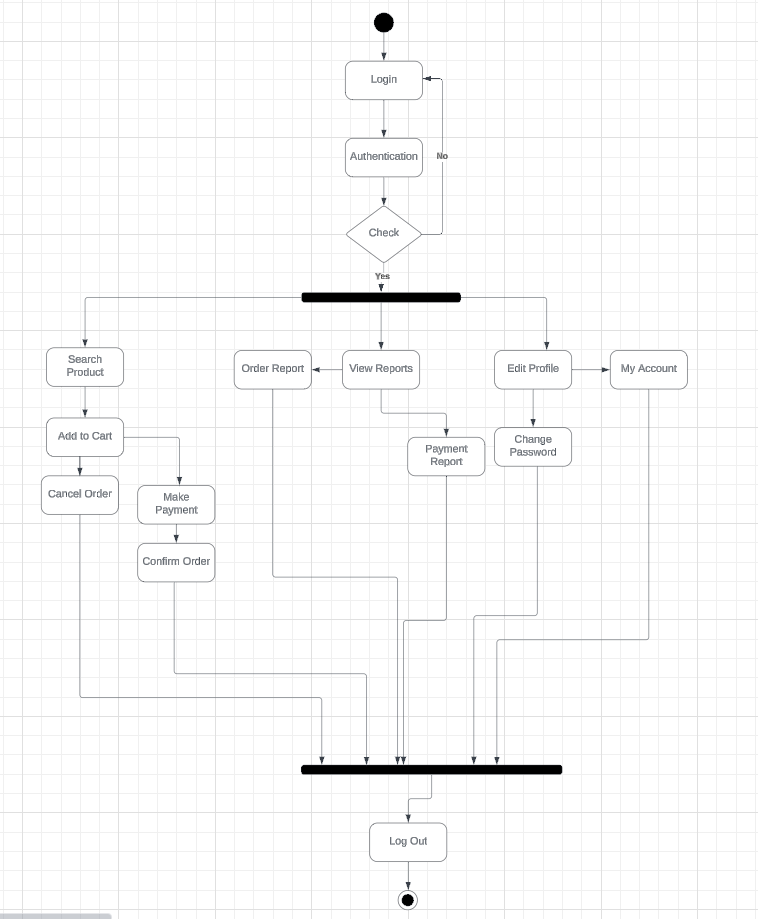 Login
Authentication
No
Check
Yes
Search
Product
Order Report
View Reports
Edit Profile
My Account
Add to Cart
Payment
Report
Change
Password
Cancel Order
Make
Payment
Confirm Order
Log Out